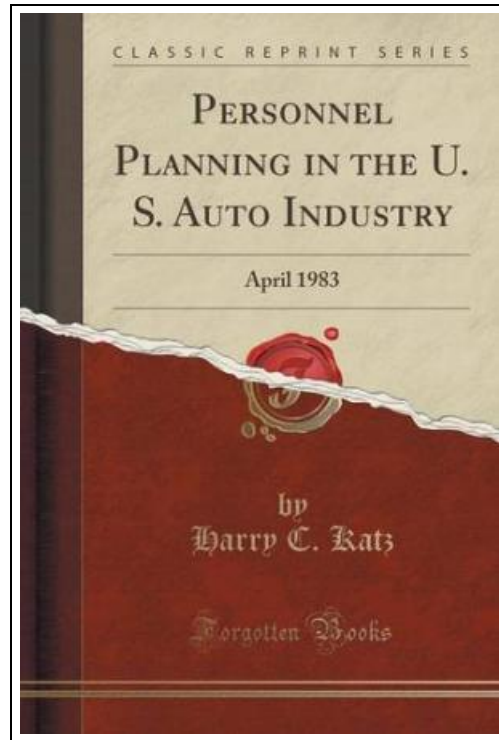 CLASSIC REPRINT SERIES
PERSONNEL
PLANNING IN THE U.
S. AUTO INDUSTRY
April 1983
by
Harry C. Katz
Forgotten Books